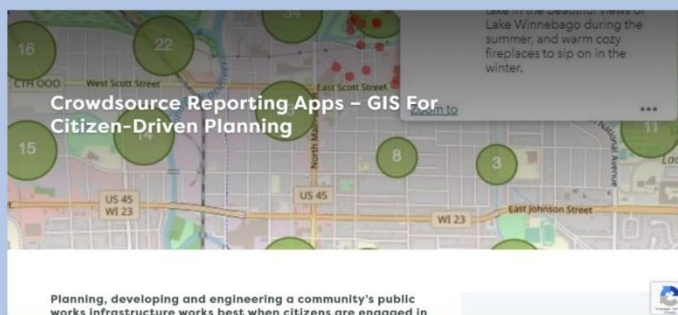 take in the beautiful views of
Lake Winnebago during the
summer, and warm cozy
fireplaces to sip on in the
winter.
34
22
16
CTH OOO
West Scott Street
East Scott Street
Crowdsource Reporting Apps – GIS For
Citizen-Driven Planning
Zoom to
•••
North Main
National Avenue
11
15
14
8
3
US 45
WI 23
US 45
WI 23
East Johnson Street
Planning, developing and engineering a community's public
works infrastructure works best when citizens are engaged in